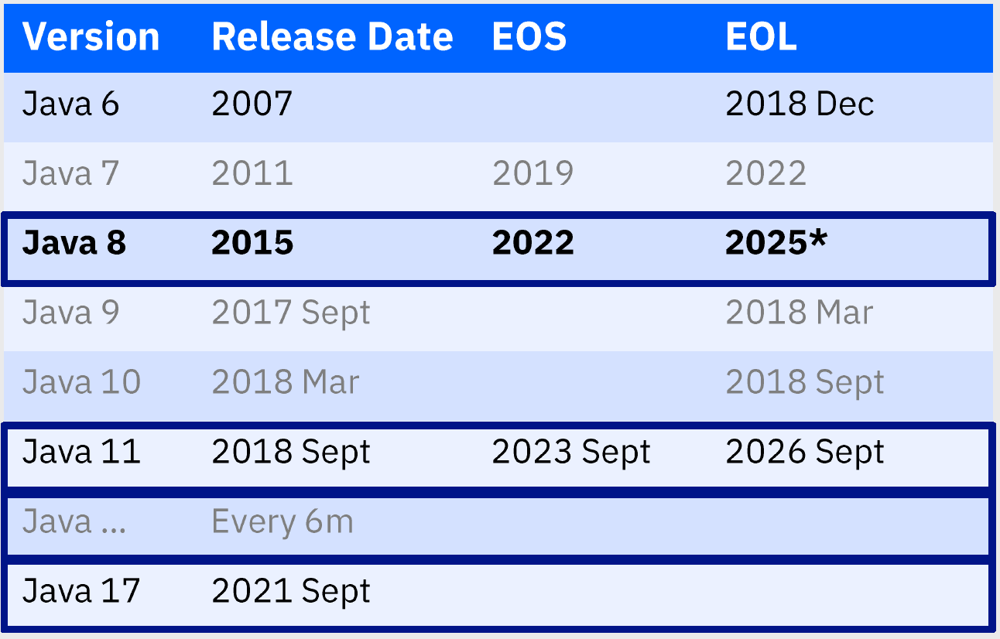 Version Release Date EOS EOL
Java 6 2007 2018 Dec
Java 7 2011 2019 2022
Java 8 2015 2022 2025*
Java 9 2017 Sept 2018 Mar
Java 10 2018 Mar 2018 Sept
Java 11 2018 Sept 2023 Sept 2026 Sept
Java ... Every 6m
Java 17 2021 Sept